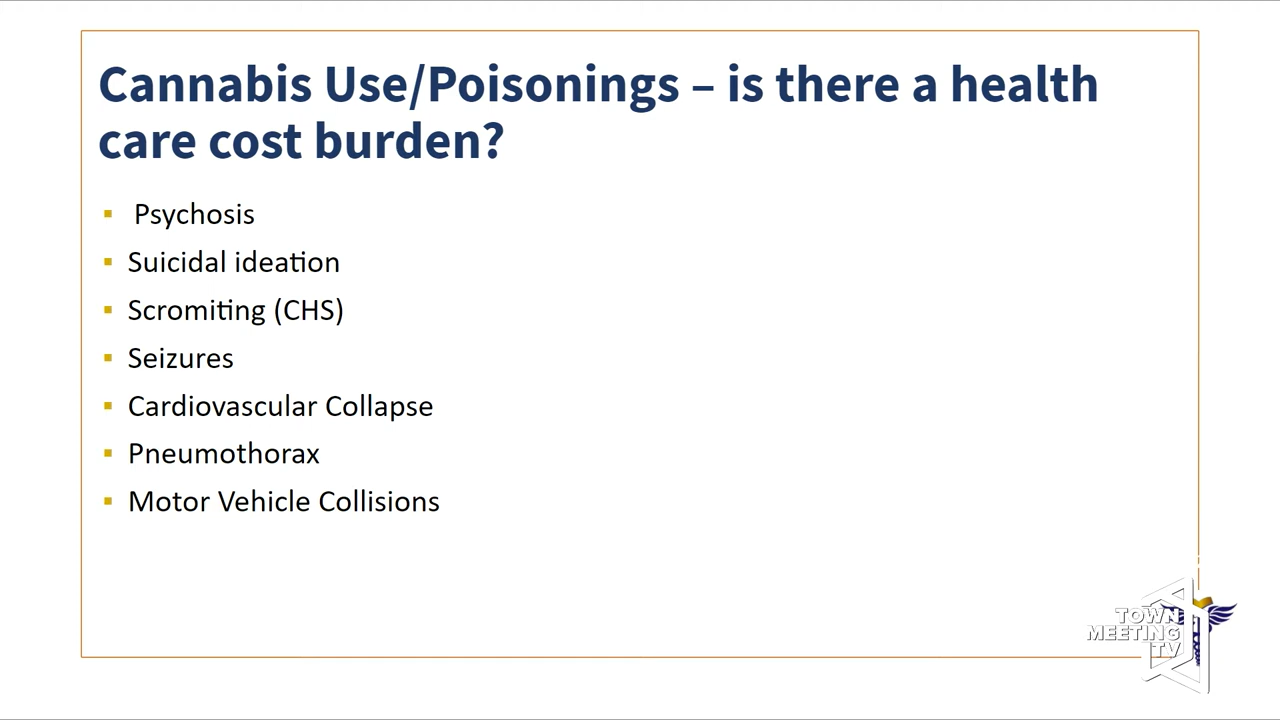 Cannabis Use/Poisonings – is there a health
care cost burden?
Psychosis
Suicidal ideation
Scromiting (CHS)
Seizures
Cardiovascular Collapse
Pneumothorax
Motor Vehicle Collisions
TOWN
MEETING
TV